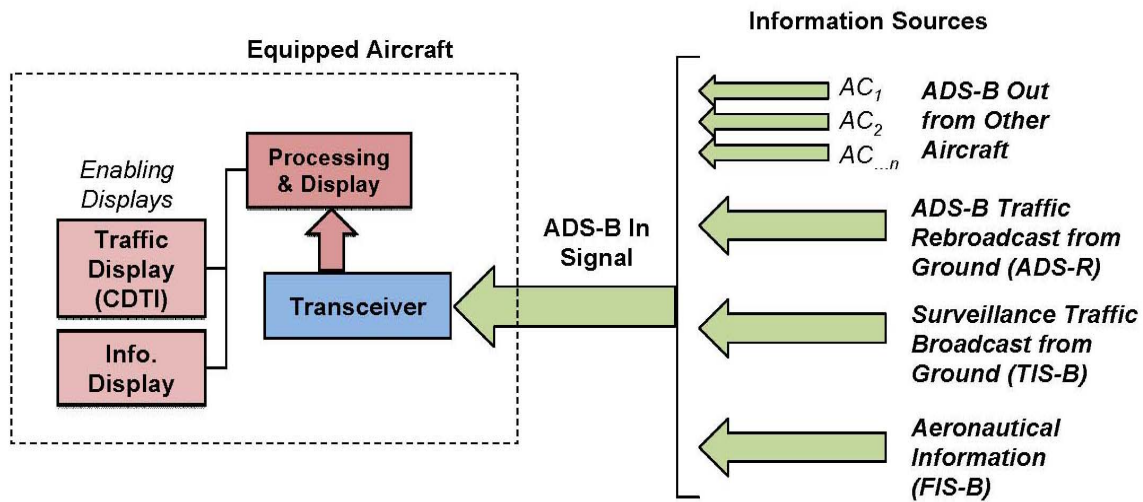 Information Sources
Equipped Aircraft
Enabling
Displays
Processing
& Display
Traffic
Display
(CDTI)
Info.
Display
Transceiver
ADS-B In
Signal
AC1
AC2
AC...n
ADS-B Out
from Other
Aircraft
ADS-B Traffic
Rebroadcast from
Ground (ADS-R)
Surveillance Traffic
Broadcast from
Ground (TIS-B)
Aeronautical
Information
(FIS-B)